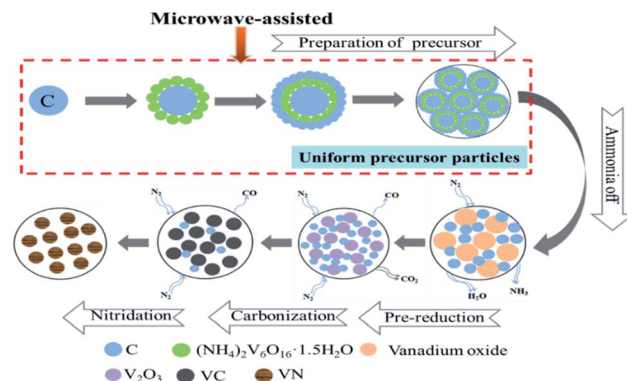 Microwave-assisted
Preparation of precursor
C
Uniform precursor particles
Ammonia off
N₂
CO
N₂
CO
N₂
N₂
N₂
CO₂
H₂O
NH₃
Nitridation
Carbonization
Pre-reduction
C
(NH₄)₂V₆O₁₆·1.5H₂O
Vanadium oxide
V₂O₃
VC
VN